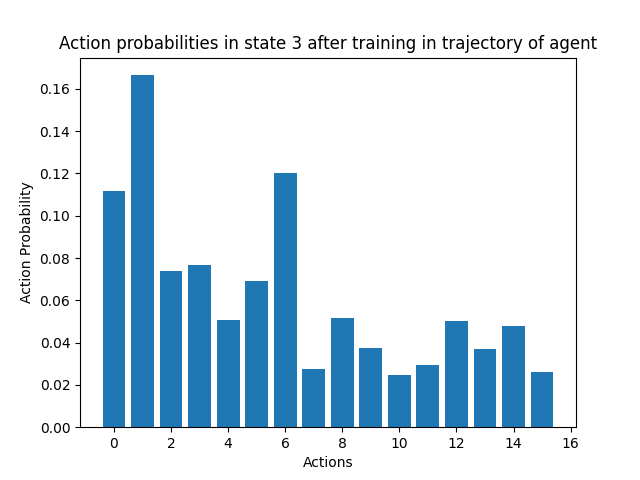 Action probabilities in state 3 after training in trajectory of agent
Action Probability
0.16
0.14
0.12
0.10
0.08
0.06
0.04
0.02
0.00
0 2 4 6 8 10 12 14 16
Actions